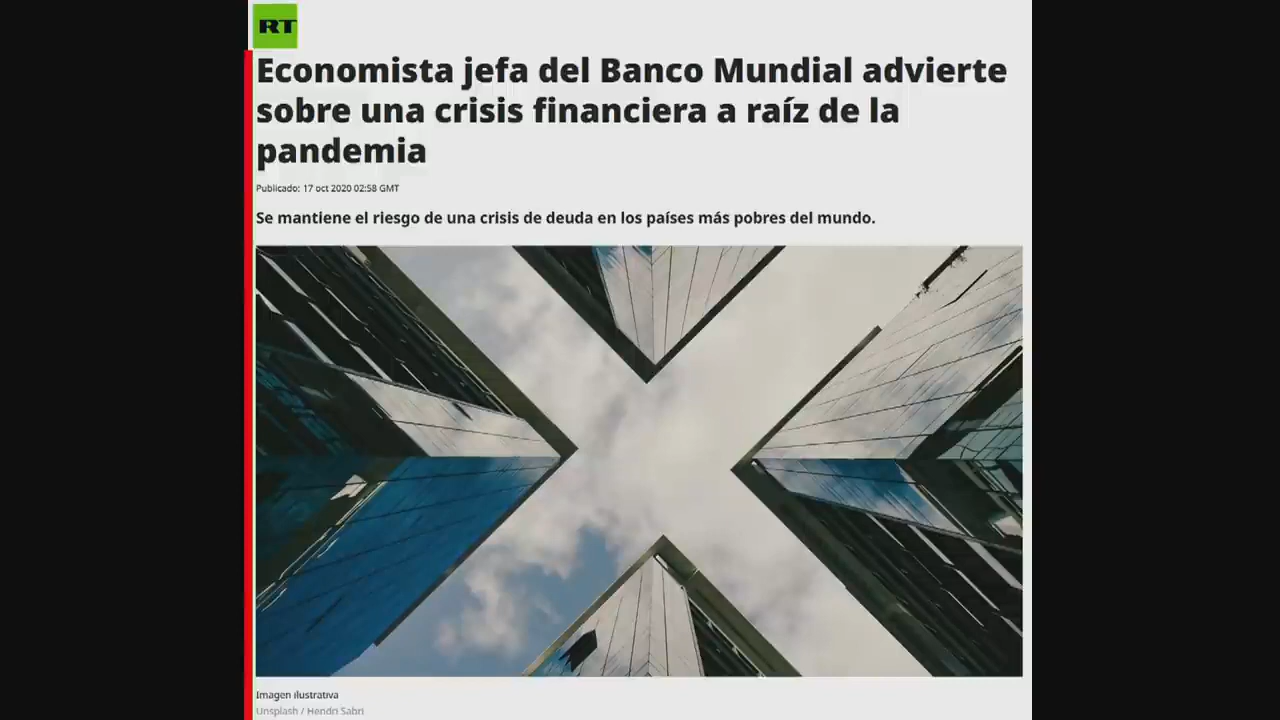 RT
Economista jefa del Banco Mundial advierte
sobre una crisis financiera a raíz de la
pandemia
Publicado: 17 oct 2020 02:58 GMT
Se mantiene el riesgo de una crisis de deuda en los países más pobres del mundo.
Imagen ilustrativa
Unsplash / Hendri Sabri